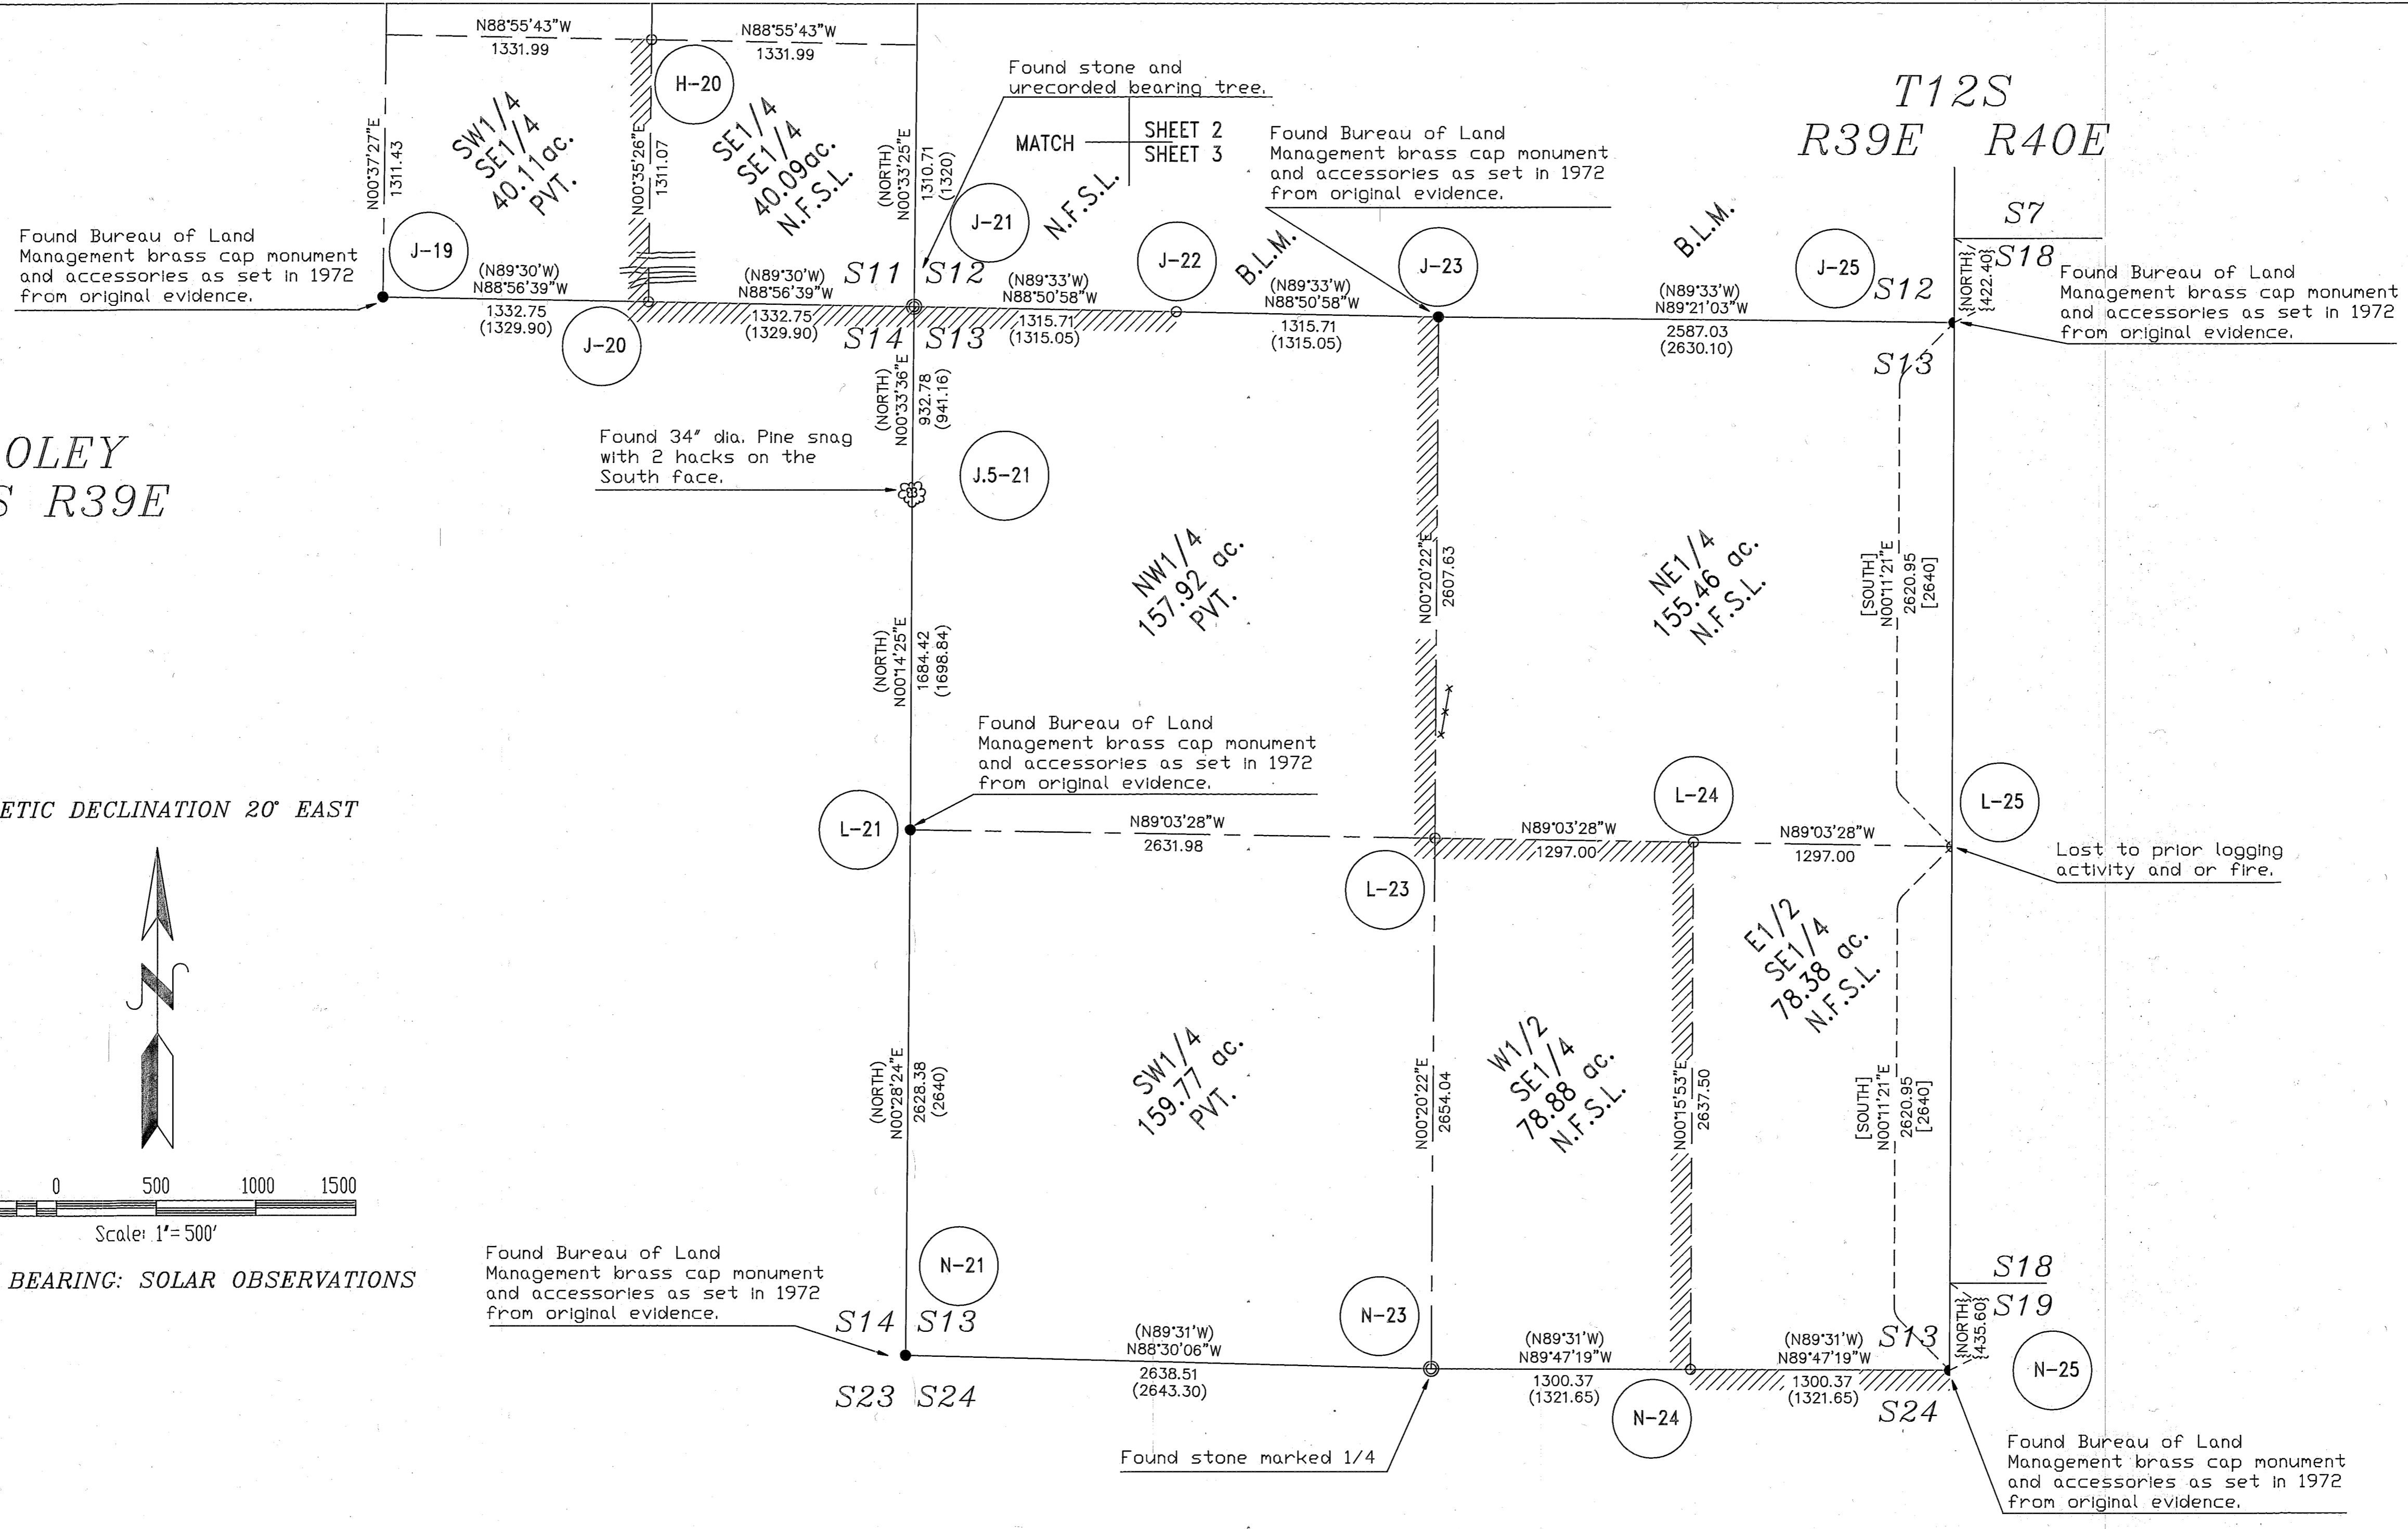 N88°55'43"W
1331.99
N88°55'43"W
1331.99
H-20
Found stone and
urecorded bearing tree.
MATCH
SHEET 2
SHEET 3
T12S
R39E R40E
SW1/4
SE1/4
40.11ac.
PVT.
SE1/4
SE1/4
40.09ac.
N.F.S.L.
N00°37'27"E
1311.43
N00°35'26"E
1311.07
(NORTH)
N00°33'25"E
1310.71
(1320)
J-21
N.F.S.L.
Found Bureau of Land
Management brass cap monument
and accessories as set in 1972
from original evidence.
B.L.M.
B.L.M.
S7
S18
{NORTH}
{422.40}
Found Bureau of Land
Management brass cap monument
and accessories as set in 1972
from original evidence.
J-19
J-22
J-23
J-25
Found Bureau of Land
Management brass cap monument
and accessories as set in 1972
from original evidence.
(N89°30'W)
N88°56'39"W
1332.75
(1329.90)
J-20
(N89°30'W)
N88°56'39"W
1332.75
(1329.90)
S11 S12
S14 S13
(N89°33'W)
N88°50'58"W
1315.71
(1315.05)
(N89°33'W)
N88°50'58"W
1315.71
(1315.05)
(N89°33'W)
N89°21'03"W
2587.03
(2630.10)
S12
S13
(NORTH)
N00°33'36"E
932.78
(941.16)
OLEY
S R39E
Found 34" dia. Pine snag
with 2 hacks on the
South face.
J.5-21
NW1/4
157.92 ac.
PVT.
N00°20'22"E
2607.63
NE1/4
155.46 ac.
N.F.S.L.
[SOUTH]
N00°11'21"E
2620.95
[2640]
(NORTH)
N00°14'25"E
1684.42
(1698.84)
Found Bureau of Land
Management brass cap monument
and accessories as set in 1972
from original evidence.
ETIC DECLINATION 20° EAST
L-21
N89°03'28"W
2631.98
L-23
N89°03'28"W
1297.00
L-24
N89°03'28"W
1297.00
L-25
Lost to prior logging
activity and or fire.
N
E1/2
SE1/4
78.38 ac.
N.F.S.L.
(NORTH)
N00°28'24"E
2628.38
(2640)
SW1/4
159.77 ac.
PVT.
N00°20'22"E
2654.04
W1/2
SE1/4
78.88 ac.
N.F.S.L.
N00°15'53"E
2637.50
[SOUTH]
N00°11'21"E
2620.95
[2640]
0 500 1000 1500
Scale: 1"=500'
BEARING: SOLAR OBSERVATIONS
Found Bureau of Land
Management brass cap monument
and accessories as set in 1972
from original evidence.
N-21
S14 S13
S23 S24
(N89°31'W)
N88°30'06"W
2638.51
(2643.30)
N-23
(N89°31'W)
N89°47'19"W
1300.37
(1321.65)
N-24
(N89°31'W)
N89°47'19"W
1300.37
(1321.65)
S13
S24
S18
S19
{NORTH}
{435.60}
N-25
Found stone marked 1/4
Found Bureau of Land
Management brass cap monument
and accessories as set in 1972
from original evidence.